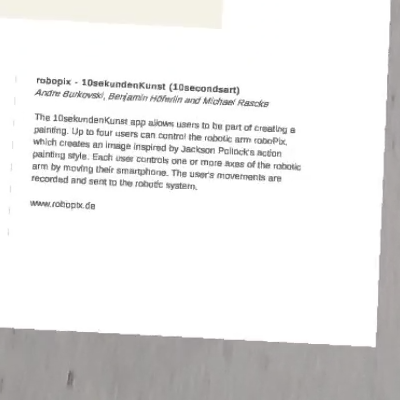 robopix - 10sekundenKunst (10secondsart)
Andre Burkovski, Benjamin Höferlin and Michael Raschke
The 10sekundenKunst app allows users to be part of creating a
painting. Up to four users can control the robotic arm roboPix,
which creates an image inspired by Jackson Pollock's action
painting style. Each user controls one or more axes of the robotic
arm by moving their smartphone. The user's movements are
recorded and sent to the robotic system.
www.robopix.de